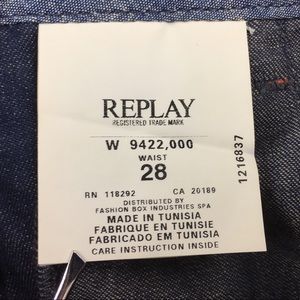 REPLAY
REGISTERED TRADE MARK
W 9422,000
WAIST
28
RN 118292 CA 20189
DISTRIBUTED BY
FASHION BOX INDUSTRIES SPA
MADE IN TUNISIA
FABRIQUE EN TUNISIE
FABRICADO EM TUNISIA
CARE INSTRUCTION INSIDE
1216837